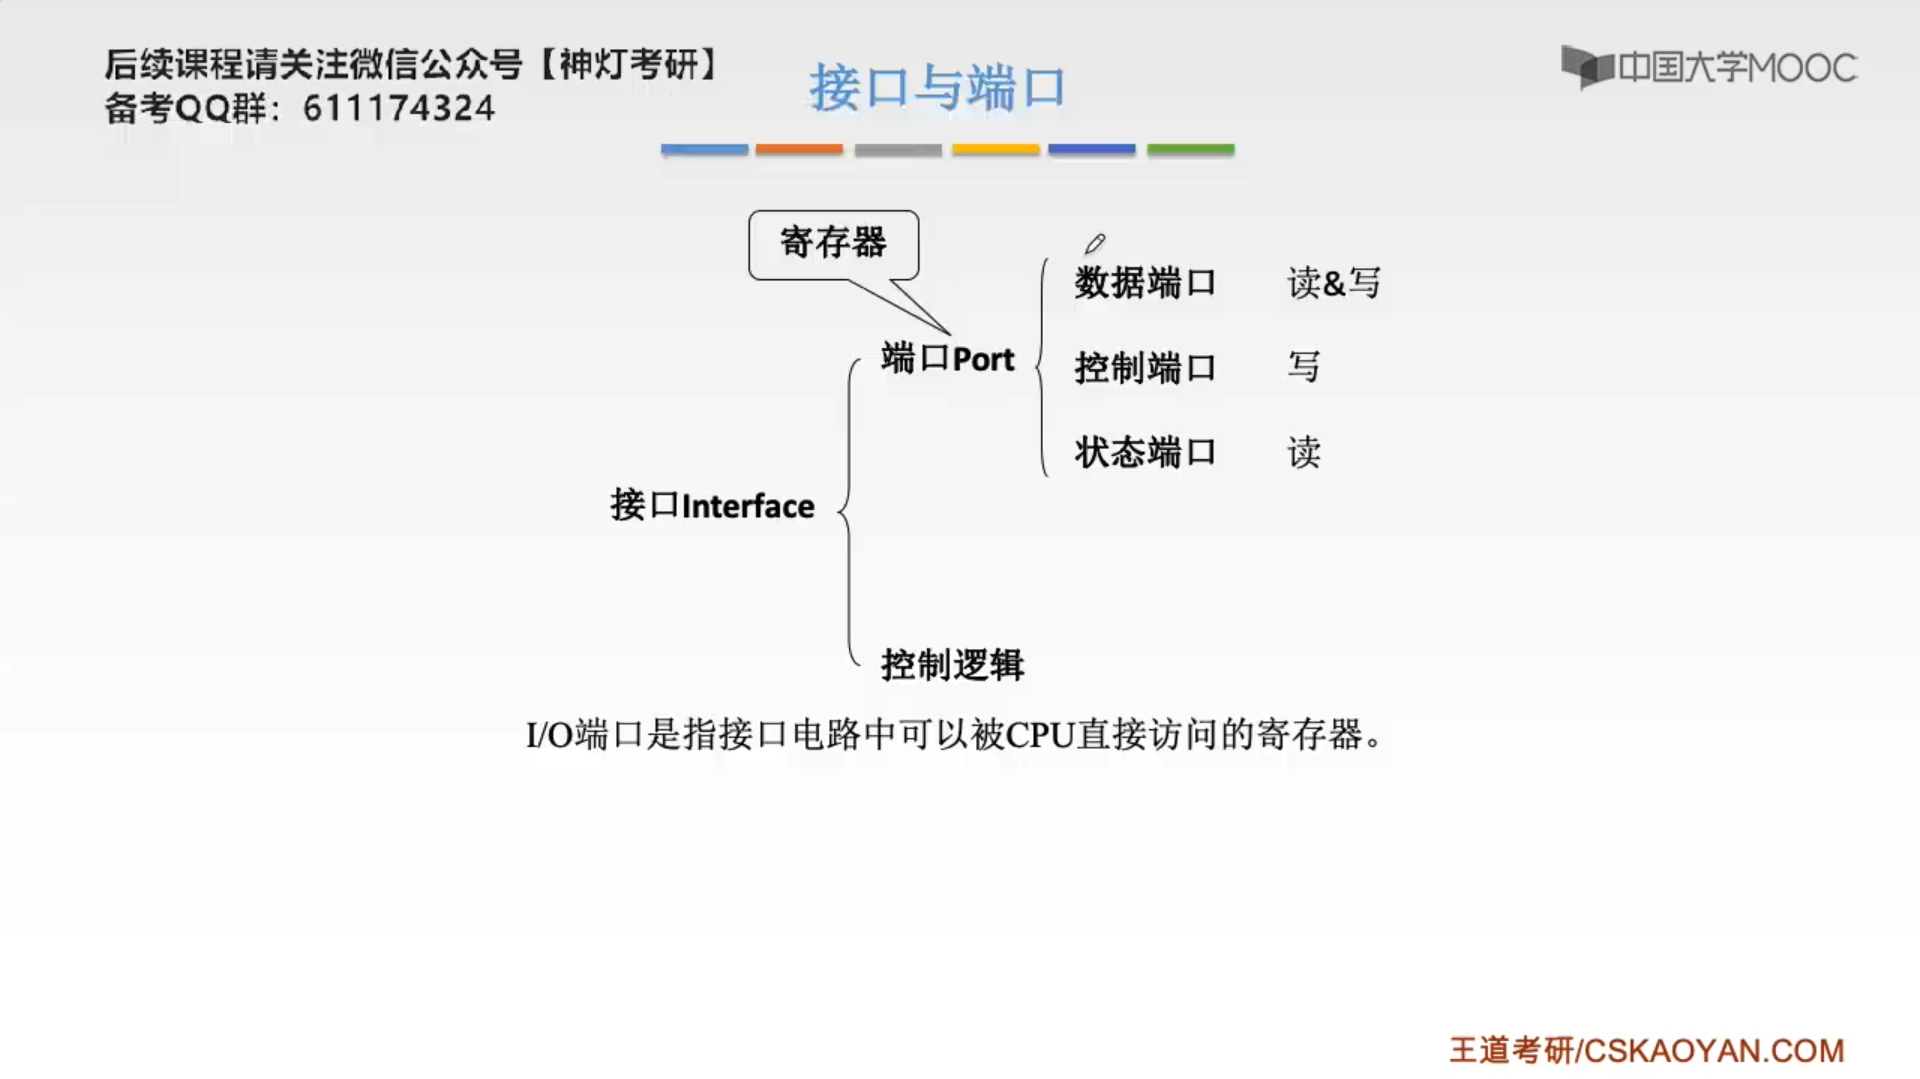 后续课程请关注微信公众号【神灯考研】
备考QQ群：611174324
接口与端口
中国大学MOOC
寄存器
数据端口 读&写
端口Port
控制端口 写
状态端口 读
接口Interface
控制逻辑
I/O端口是指接口电路中可以被CPU直接访问的寄存器。
王道考研/CSKAOYAN.COM